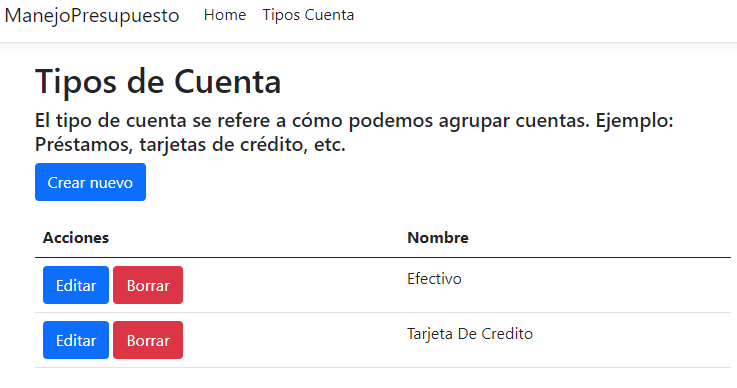 ManejoPresupuesto Home Tipos Cuenta
Tipos de Cuenta
El tipo de cuenta se refere a cómo podemos agrupar cuentas. Ejemplo:
Préstamos, tarjetas de crédito, etc.
Crear nuevo
Acciones Nombre
Editar Borrar Efectivo
Editar Borrar Tarjeta De Credito